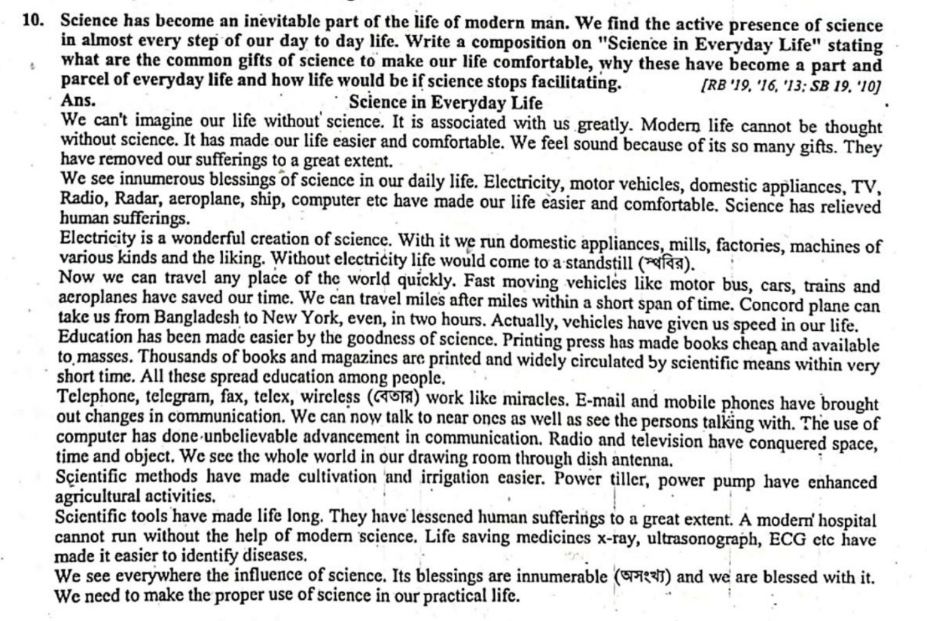 10. Science has become an inevitable part of the life of modern man. We find the active presence of science
in almost every step of our day to day life. Write a composition on "Science in Everyday Life" stating
what are the common gifts of science to make our life comfortable, why these have become a part and
parcel of everyday life and how life would be if science stops facilitating. [RB '19, '16, '13; SB 19, '10]
Ans. Science in Everyday Life
We can't imagine our life without science. It is associated with us greatly. Modern life cannot be thought
without science. It has made our life easier and comfortable. We feel sound because of its so many gifts. They
have removed our sufferings to a great extent.
We see innumerous blessings of science in our daily life. Electricity, motor vehicles, domestic appliances, TV,
Radio, Radar, aeroplane, ship, computer etc have made our life easier and comfortable. Science has relieved
human sufferings.
Electricity is a wonderful creation of science. With it we run domestic appliances, mills, factories, machines of
various kinds and the liking. Without electricity life would come to a standstill (স্থবির).
Now we can travel any place of the world quickly. Fast moving vehicles like motor bus, cars, trains and
aeroplanes have saved our time. We can travel miles after miles within a short span of time. Concord plane can
take us from Bangladesh to New York, even, in two hours. Actually, vehicles have given us speed in our life.
Education has been made easier by the goodness of science. Printing press has made books cheap and available
to masses. Thousands of books and magazines are printed and widely circulated by scientific means within very
short time. All these spread education among people.
Telephone, telegram, fax, telex, wireless (বেতার) work like miracles. E-mail and mobile phones have brought
out changes in communication. We can now talk to near ones as well as see the persons talking with. The use of
computer has done unbelievable advancement in communication. Radio and television have conquered space,
time and object. We see the whole world in our drawing room through dish antenna.
Scientific methods have made cultivation and irrigation easier. Power tiller, power pump have enhanced
agricultural activities.
Scientific tools have made life long. They have lessened human sufferings to a great extent. A modern hospital
cannot run without the help of modern science. Life saving medicines x-ray, ultrasonograph, ECG etc have
made it easier to identify diseases.
We see everywhere the influence of science. Its blessings are innumerable (অসংখ্য) and we are blessed with it.
We need to make the proper use of science in our practical life.